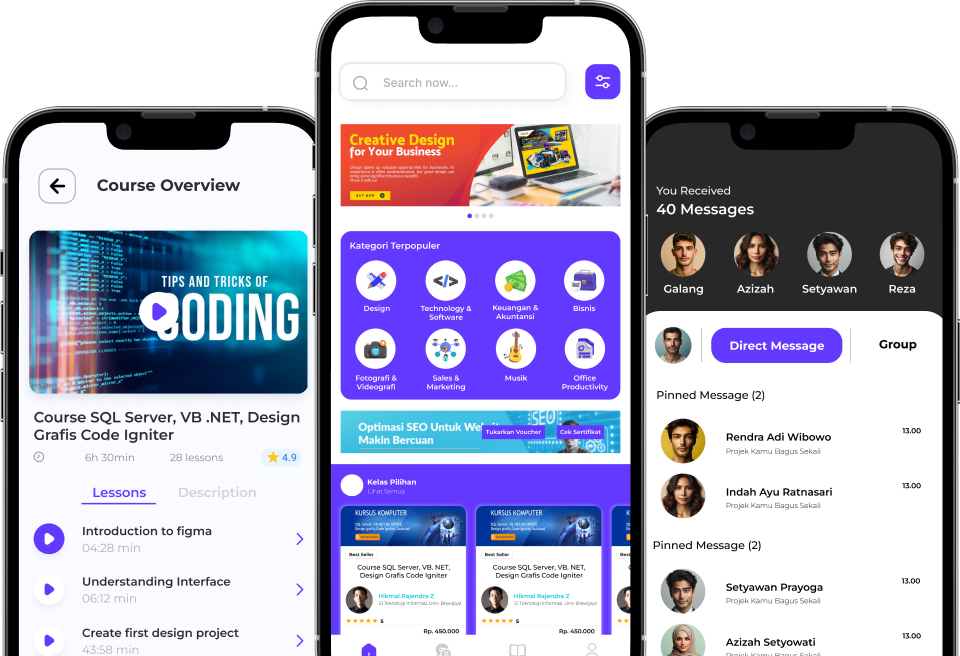 Course Overview
TIPS AND TRICKS OF
CODING
Course SQL Server, VB .NET, Design
Grafis Code Igniter
6h 30min
28 lessons
4.9
Lessons
Description
Introduction to figma
04:28 min
Understanding Interface
06:12 min
Create first design project
43:58 min
Search now...
Creative Design
for Your Business
BUY NOW
Kategori Terpopuler
Design
Technology &
Software
Keuangan &
Akuntansi
Bisnis
Fotografi &
Videografi
Sales &
Marketing
Musik
Office
Productivity
Optimasi SEO Untuk
Makin Bercuan
SEO
Tukarkan Voucher
Cek Sertifikat
Kelas Pilihan
Lihat Semua
KURSUS KOMPUTER
Best Seller
Course SQL Server, VB. NET,
Design Grafis Code Igniter
Hikmal Rajendra Z
S1 Teknologi Informasi, Univ. Brawijaya
5
Rp. 450.000
KURSUS KOMPUTER
Best Seller
Course SQL Server, VB. NET,
Design Grafis Code Igniter
Hikmal Rajendra Z
S1 Teknologi Informasi, Univ. Brawijaya
5
Rp. 450.000
You Received
40 Messages
Galang
Azizah
Setyawan
Reza
Direct Message
Group
Pinned Message (2)
Rendra Adi Wibowo
13.00
Projek Kamu Bagus Sekali
Indah Ayu Ratnasari
13.00
Projek Kamu Bagus Sekali
Pinned Message (2)
Setyawan Prayoga
13.00
Projek Kamu Bagus Sekali
Azizah Setyowati
13.00